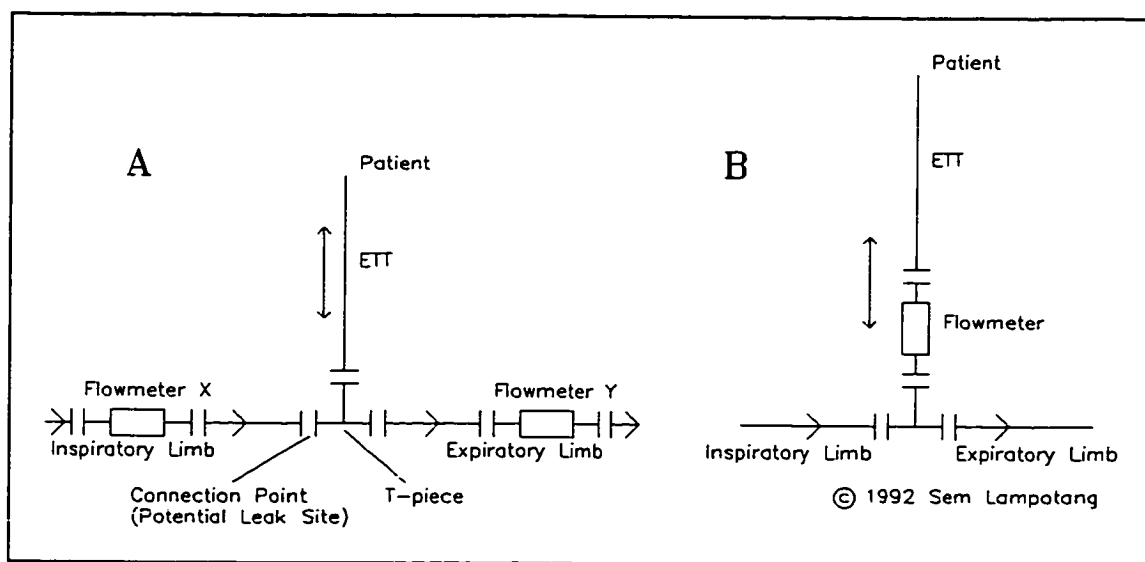 A
Patient
ETT
Flowmeter X
Flowmeter Y
Inspiratory Limb
Expiratory Limb
Connection Point
(Potential Leak Site)
T-piece
B
Patient
ETT
Flowmeter
Inspiratory Limb
Expiratory Limb
© 1992 Sem Lampotang